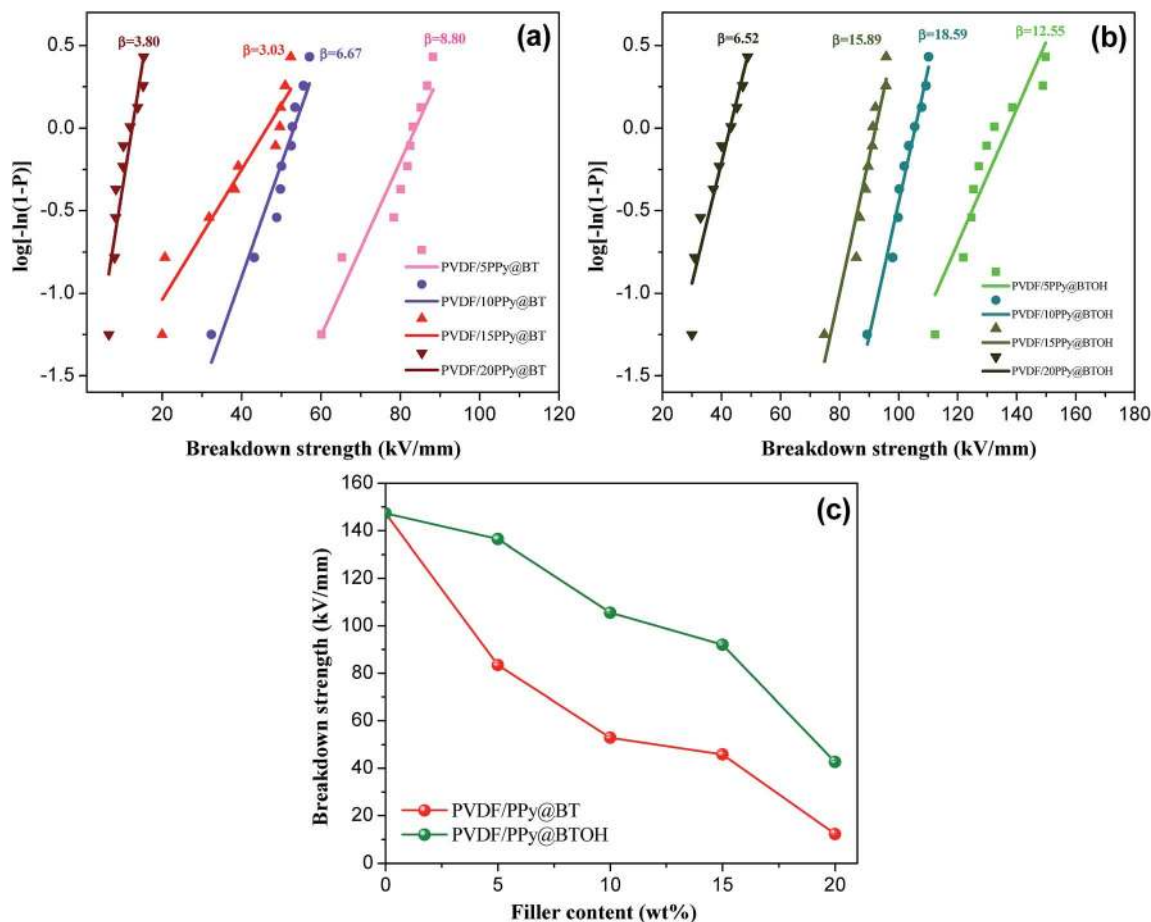 (a)
β=3.80
β=3.03
β=6.67
β=8.80
0.5
0.0
-0.5
-1.0
-1.5
log[-ln(1-P)]
PVDF/5PPy@BT
PVDF/10PPy@BT
PVDF/15PPy@BT
PVDF/20PPy@BT
20 40 60 80 100 120
Breakdown strength (kV/mm)
(b)
β=6.52
β=15.89
β=18.59
β=12.55
0.5
0.0
-0.5
-1.0
-1.5
log[-ln(1-P)]
PVDF/5PPy@BTOH
PVDF/10PPy@BTOH
PVDF/15PPy@BTOH
PVDF/20PPy@BTOH
20 40 60 80 100 120 140 160 180
Breakdown strength (kV/mm)
(c)
160
140
120
100
80
60
40
20
0
Breakdown strength (kV/mm)
PVDF/PPy@BT
PVDF/PPy@BTOH
0 5 10 15 20
Filler content (wt%)